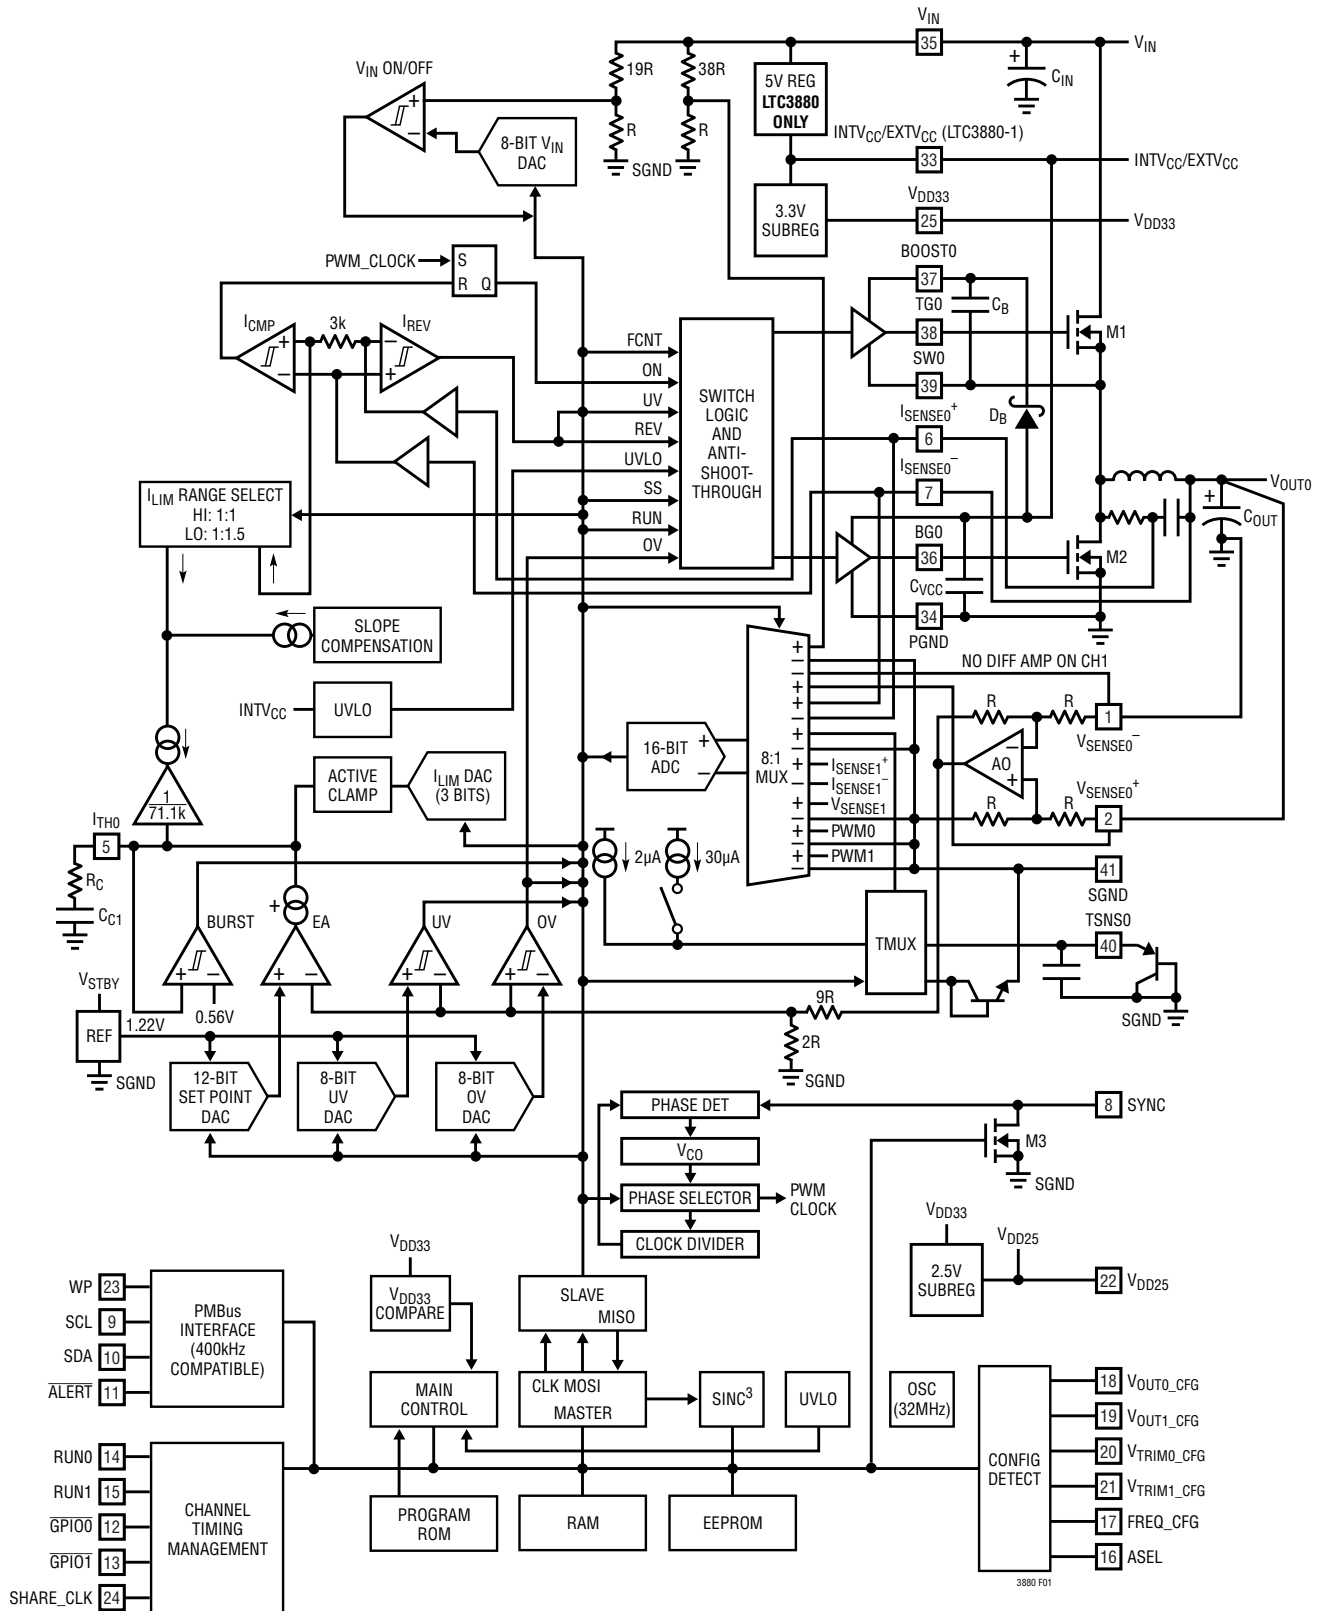 VIN
35
VIN
VIN ON/OFF
19R
38R
+
CIN
5V REG
LTC3880
ONLY
+
−
8-BIT VIN
DAC
R
R
SGND
INTVCC/EXTVCC (LTC3880-1)
33
INTVCC/EXTVCC
3.3V
SUBREG
VDD33
25
VDD33
BOOST0
37
PWM_CLOCK
S
R Q
TG0
CB
38
M1
SW0
39
ICMP
3k
IREV
+
−
−
+
FCNT
ON
UV
REV
UVLO
SS
RUN
OV
SWITCH
LOGIC
AND
ANTI-
SHOOT-
THROUGH
DB
ISENSE0+
6
ISENSE0−
7
VOUT0
+
COUT
ILIM RANGE SELECT
HI: 1:1
LO: 1:1.5
BG0
36
M2
CVCC
34
PGND
SLOPE
COMPENSATION
NO DIFF AMP ON CH1
INTVCC
UVLO
16-BIT
ADC
+
−
8:1
MUX
+
−
−
+
+
−
+
−
+
−
+
−
+
−
+
−
ISENSE1+
ISENSE1−
VSENSE1
PWM0
PWM1
R
R
1
VSENSE0−
AO
−
+
R
R
VSENSE0+
2
ACTIVE
CLAMP
ILIM DAC
(3 BITS)
1
71.1k
ITH0
5
2µA
30µA
41
SGND
RC
CC1
BURST
+
EA
UV
OV
TMUX
TSNS0
40
+ −
+ −
+ −
+ −
VSTBY
0.56V
REF
1.22V
SGND
9R
2R
SGND
SGND
12-BIT
SET POINT
DAC
8-BIT
UV
DAC
8-BIT
OV
DAC
PHASE DET
8
SYNC
VCO
M3
SGND
PHASE SELECTOR
PWM
CLOCK
CLOCK DIVIDER
VDD33
VDD25
2.5V
SUBREG
22
VDD25
VDD33
VDD33
COMPARE
SLAVE
MISO
WP 23
SCL 9
SDA 10
ALERT 11
PMBus
INTERFACE
(400kHz
COMPATIBLE)
MAIN
CONTROL
CLK MOSI
MASTER
SINC3
UVLO
OSC
(32MHz)
18 VOUT0_CFG
19 VOUT1_CFG
20 VTRIM0_CFG
21 VTRIM1_CFG
17 FREQ_CFG
16 ASEL
CONFIG
DETECT
RUN0 14
RUN1 15
GPIO0 12
GPIO1 13
SHARE_CLK 24
CHANNEL
TIMING
MANAGEMENT
PROGRAM
ROM
RAM
EEPROM
3880 F01